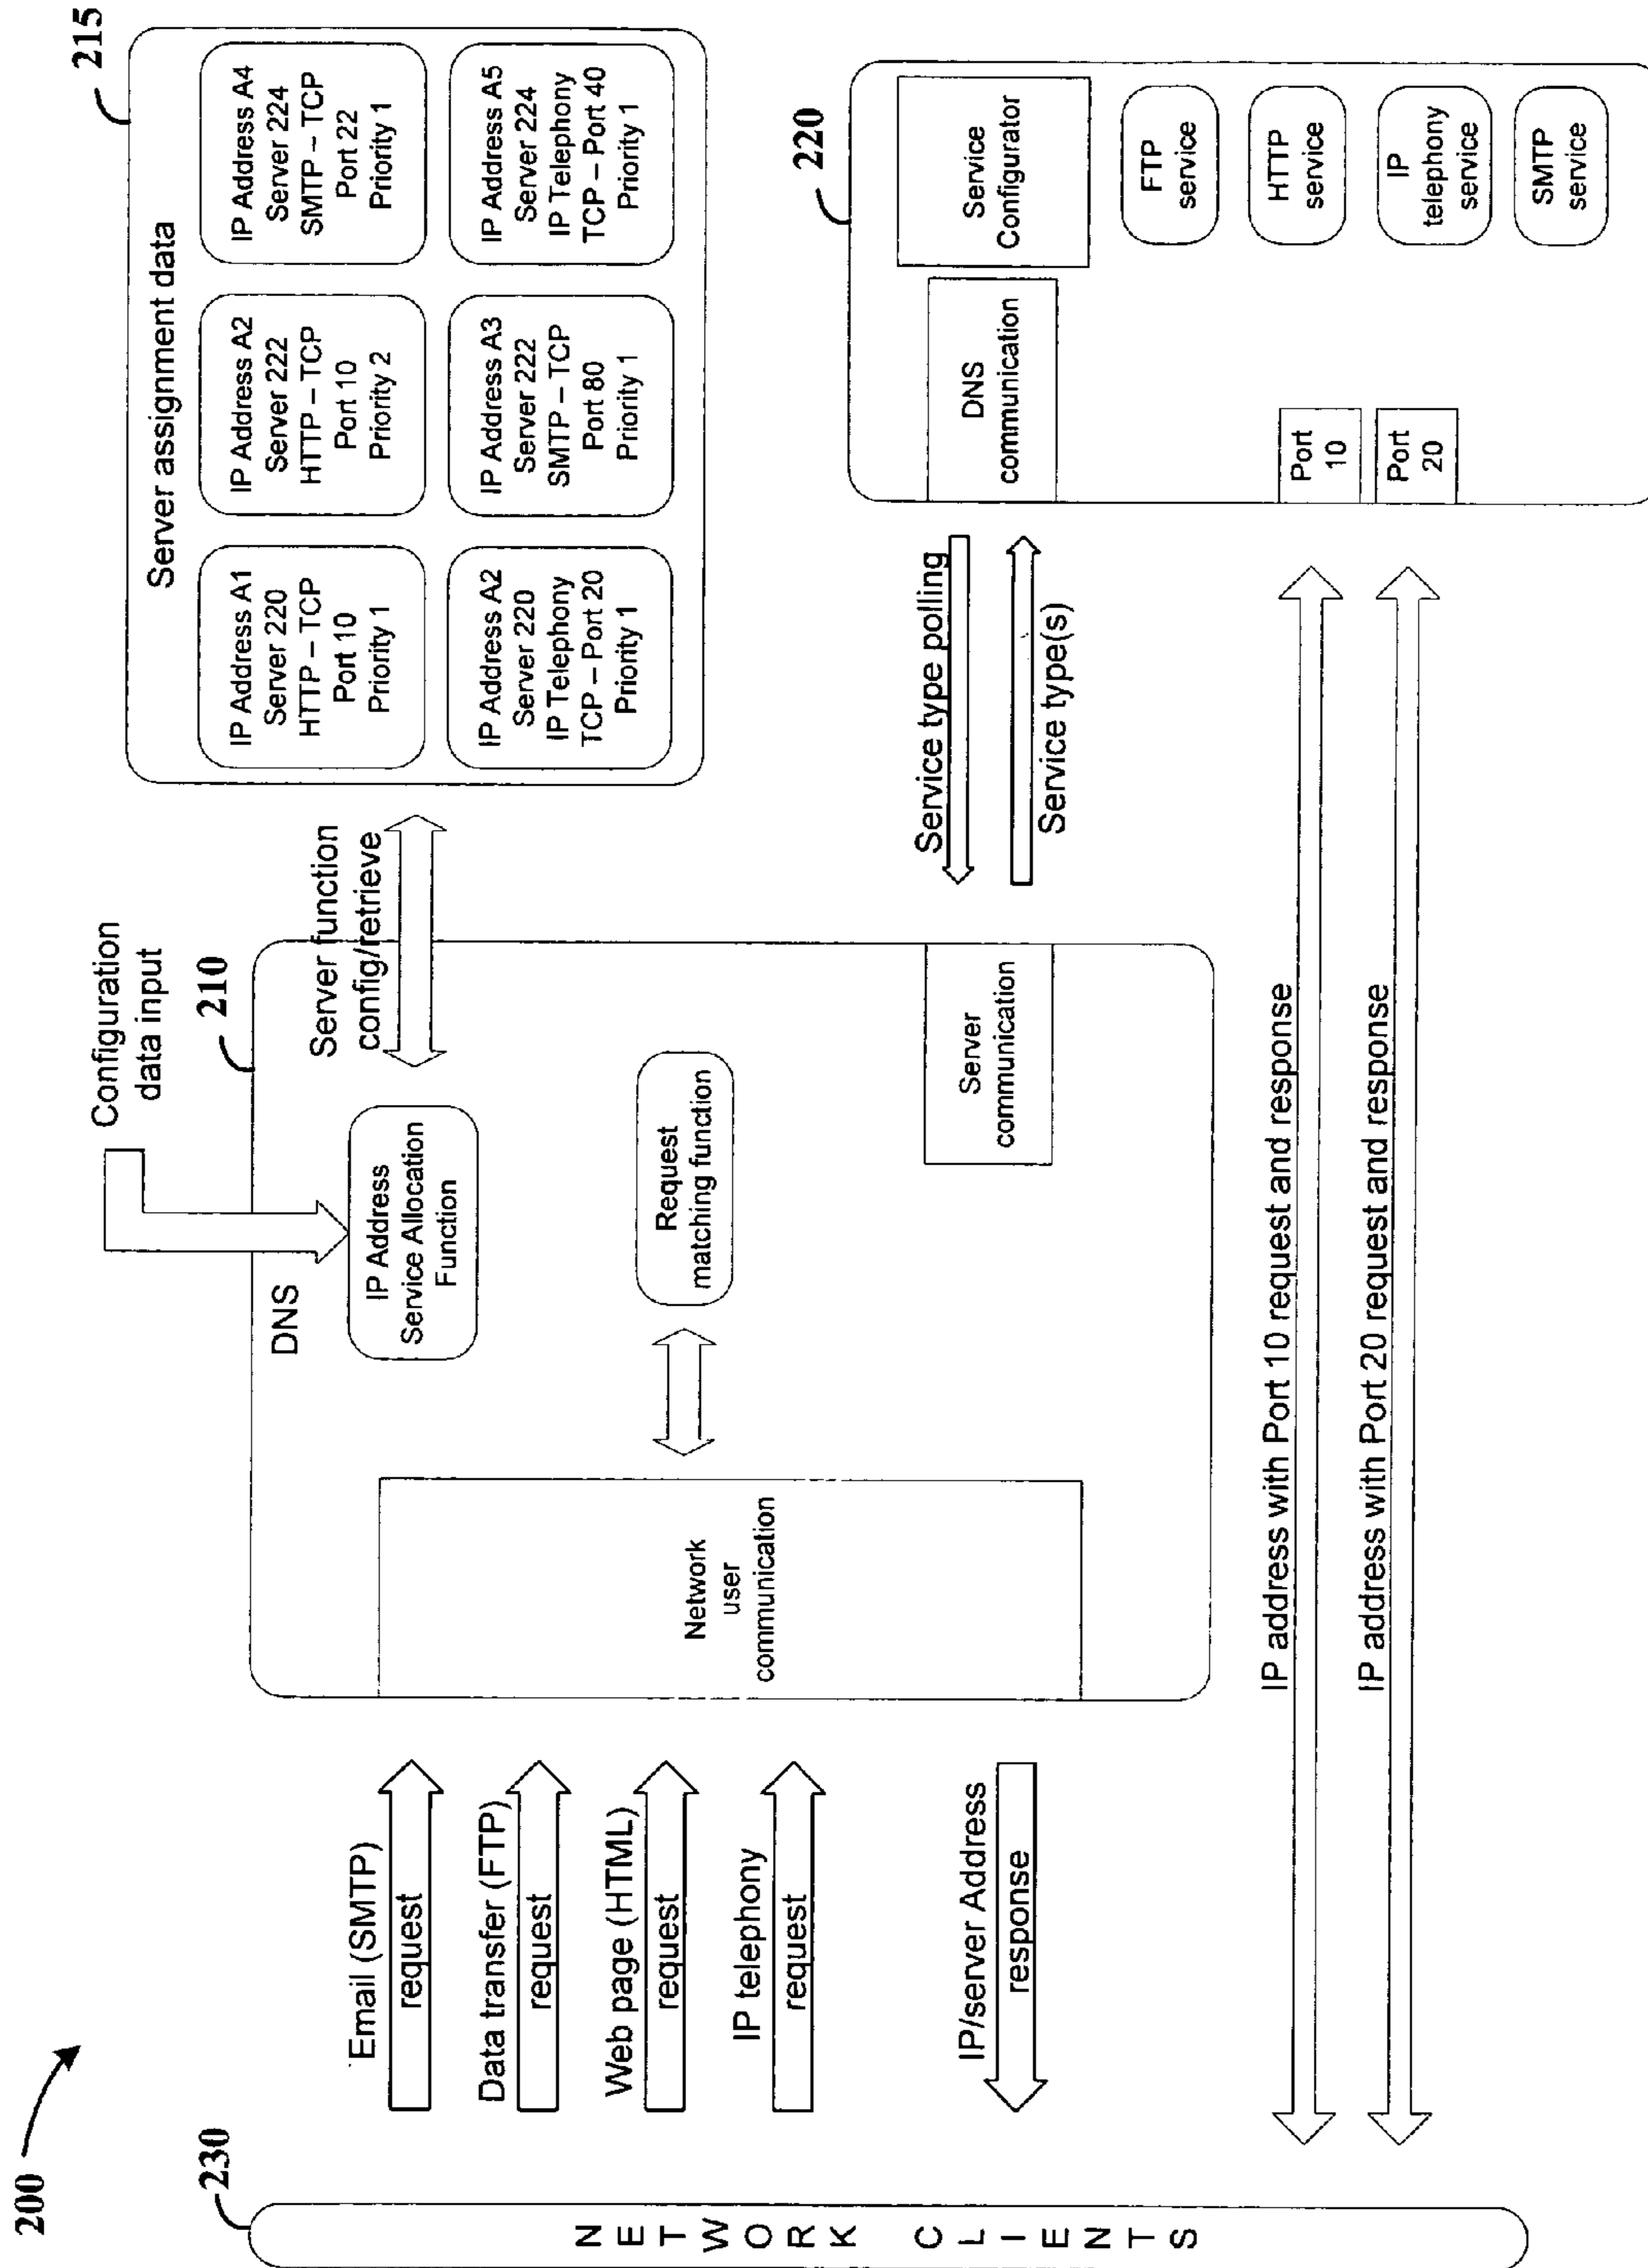 200
230
NETWORK CLIENTS
Email (SMTP)
request
Data transfer (FTP)
request
Web page (HTML)
request
IP telephony
request
IP/server Address
response
Configuration
data input
210
DNS
IP Address
Service Allocation
Function
Network
user
communication
Request
matching function
Server
communication
Server function
config/retrieve
215
Server assignment data
IP Address A1
Server 220
HTTP – TCP
Port 10
Priority 1
IP Address A2
Server 222
HTTP – TCP
Port 10
Priority 2
IP Address A4
Server 224
SMTP – TCP
Port 22
Priority 1
IP Address A2
Server 220
IP Telephony
TCP – Port 20
Priority 1
IP Address A3
Server 222
SMTP – TCP
Port 80
Priority 1
IP Address A5
Server 224
IP Telephony
TCP – Port 40
Priority 1
Service type polling
Service type(s)
220
DNS
communication
Service
Configurator
FTP
service
HTTP
service
IP
telephony
service
SMTP
service
Port
10
Port
20
IP address with Port 10 request and response
IP address with Port 20 request and response